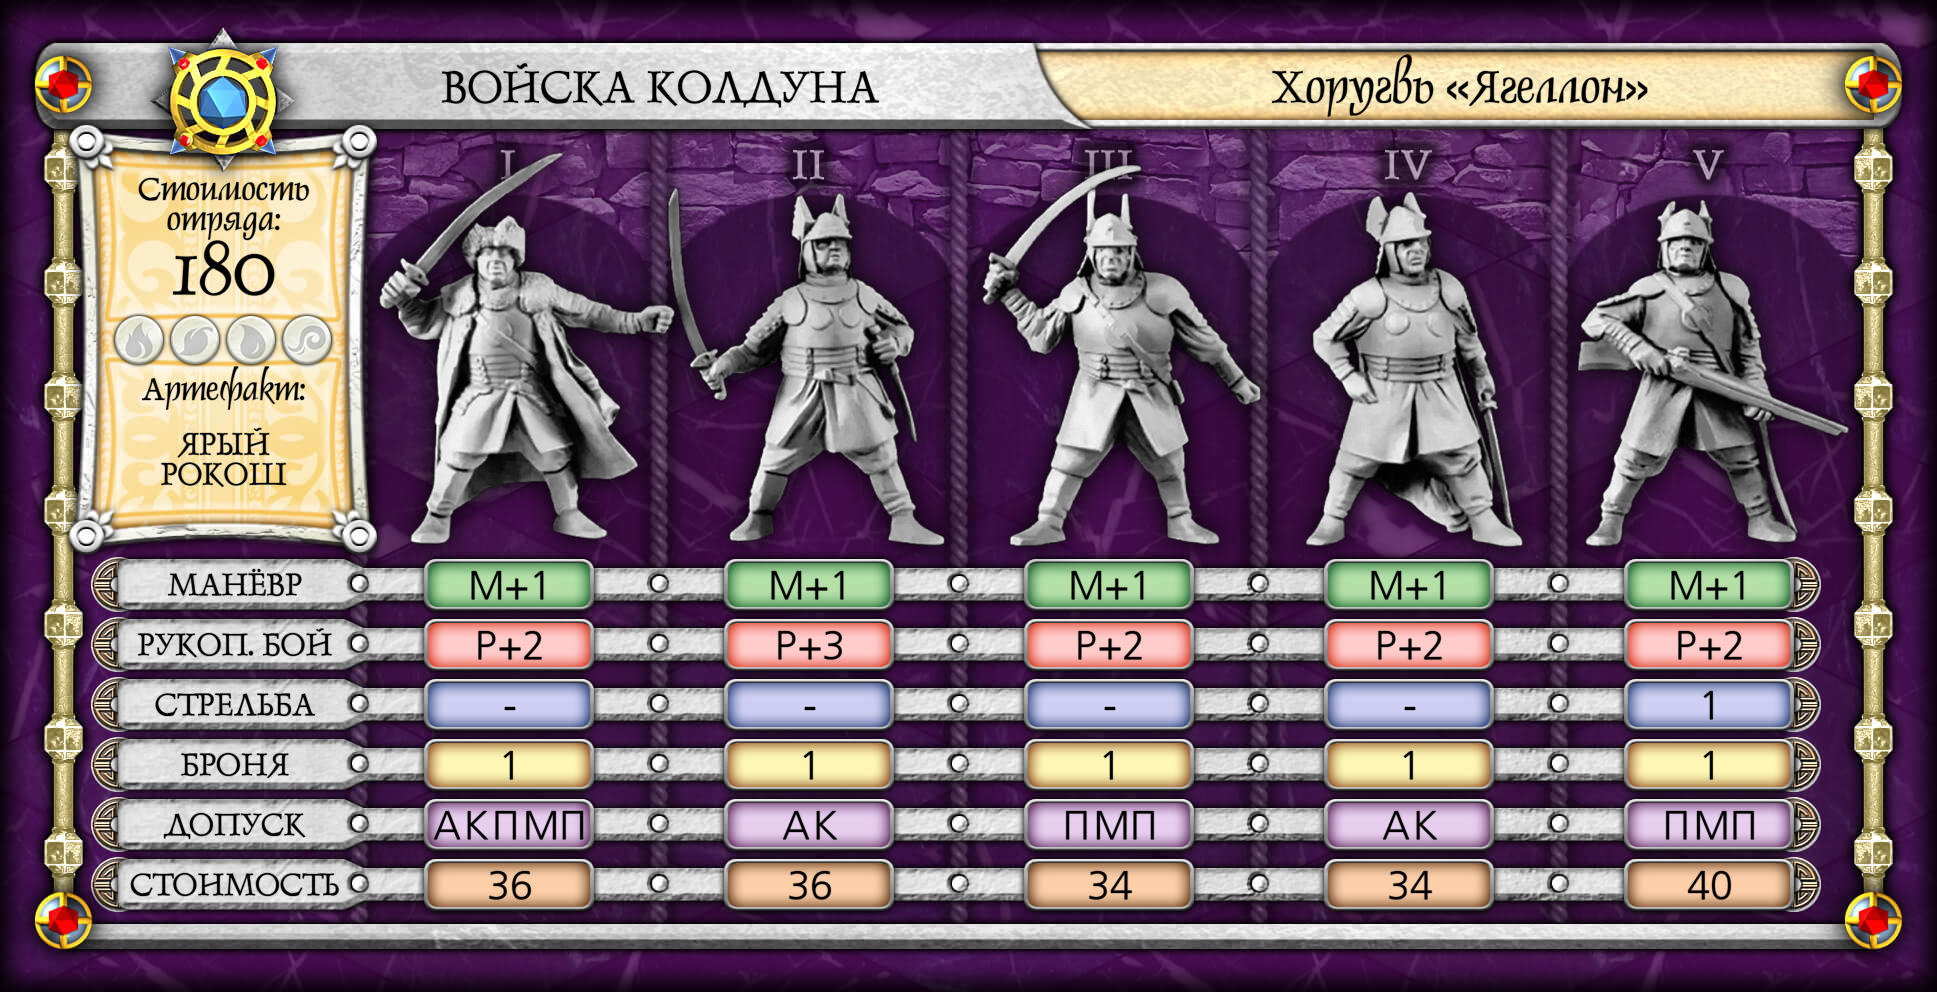 ВОЙСКА КОЛДУНА
Хоругвь «Ягеллон»
Стоимость
отряда:
180
Артефакт:
ЯРЫЙ
РОКОШ
I II III IV V
МАНЁВР М+1 М+1 М+1 М+1 М+1
РУКОП. БОЙ Р+2 Р+3 Р+2 Р+2 Р+2
СТРЕЛЬБА - - - - 1
БРОНЯ 1 1 1 1 1
ДОПУСК АКПМП АК ПМП АК ПМП
СТОИМОСТЬ 36 36 34 34 40